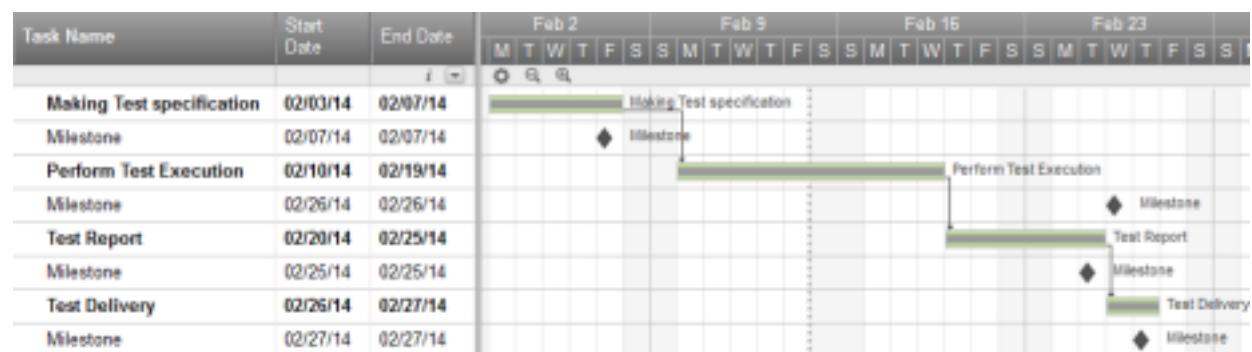 Task Name Start Date End Date Feb 2 Feb 9 Feb 16 Feb 23
M T W T F S S M T W T F S S M T W T F S S M T W T F S S
i
Making Test specification 02/03/14 02/07/14 Making Test specification
Milestone 02/07/14 02/07/14 Milestone
Perform Test Execution 02/10/14 02/19/14 Perform Test Execution
Milestone 02/26/14 02/26/14 Milestone
Test Report 02/20/14 02/25/14 Test Report
Milestone 02/25/14 02/25/14 Milestone
Test Delivery 02/26/14 02/27/14 Test Delivery
Milestone 02/27/14 02/27/14 Milestone